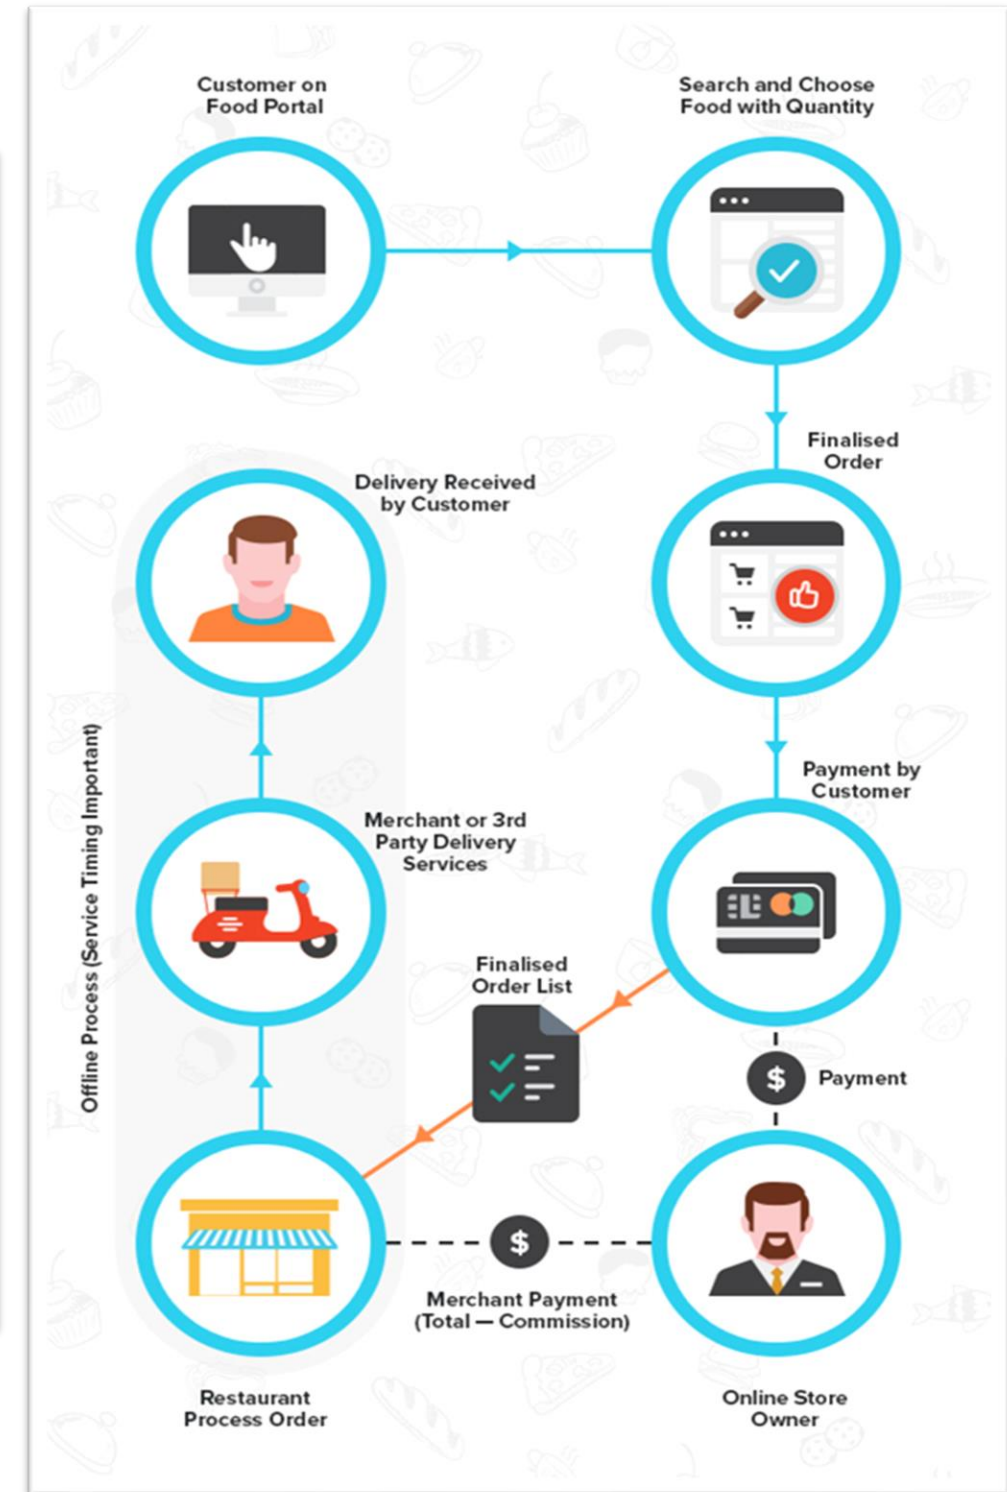 Customer on
Food Portal
Search and Choose
Food with Quantity
Finalised
Order
Delivery Received
by Customer
Payment by
Customer
Merchant or 3rd
Party Delivery
Services
Offline Process (Service Timing Important)
Finalised
Order List
$
Payment
$
Merchant Payment
(Total — Commission)
Restaurant
Process Order
Online Store
Owner